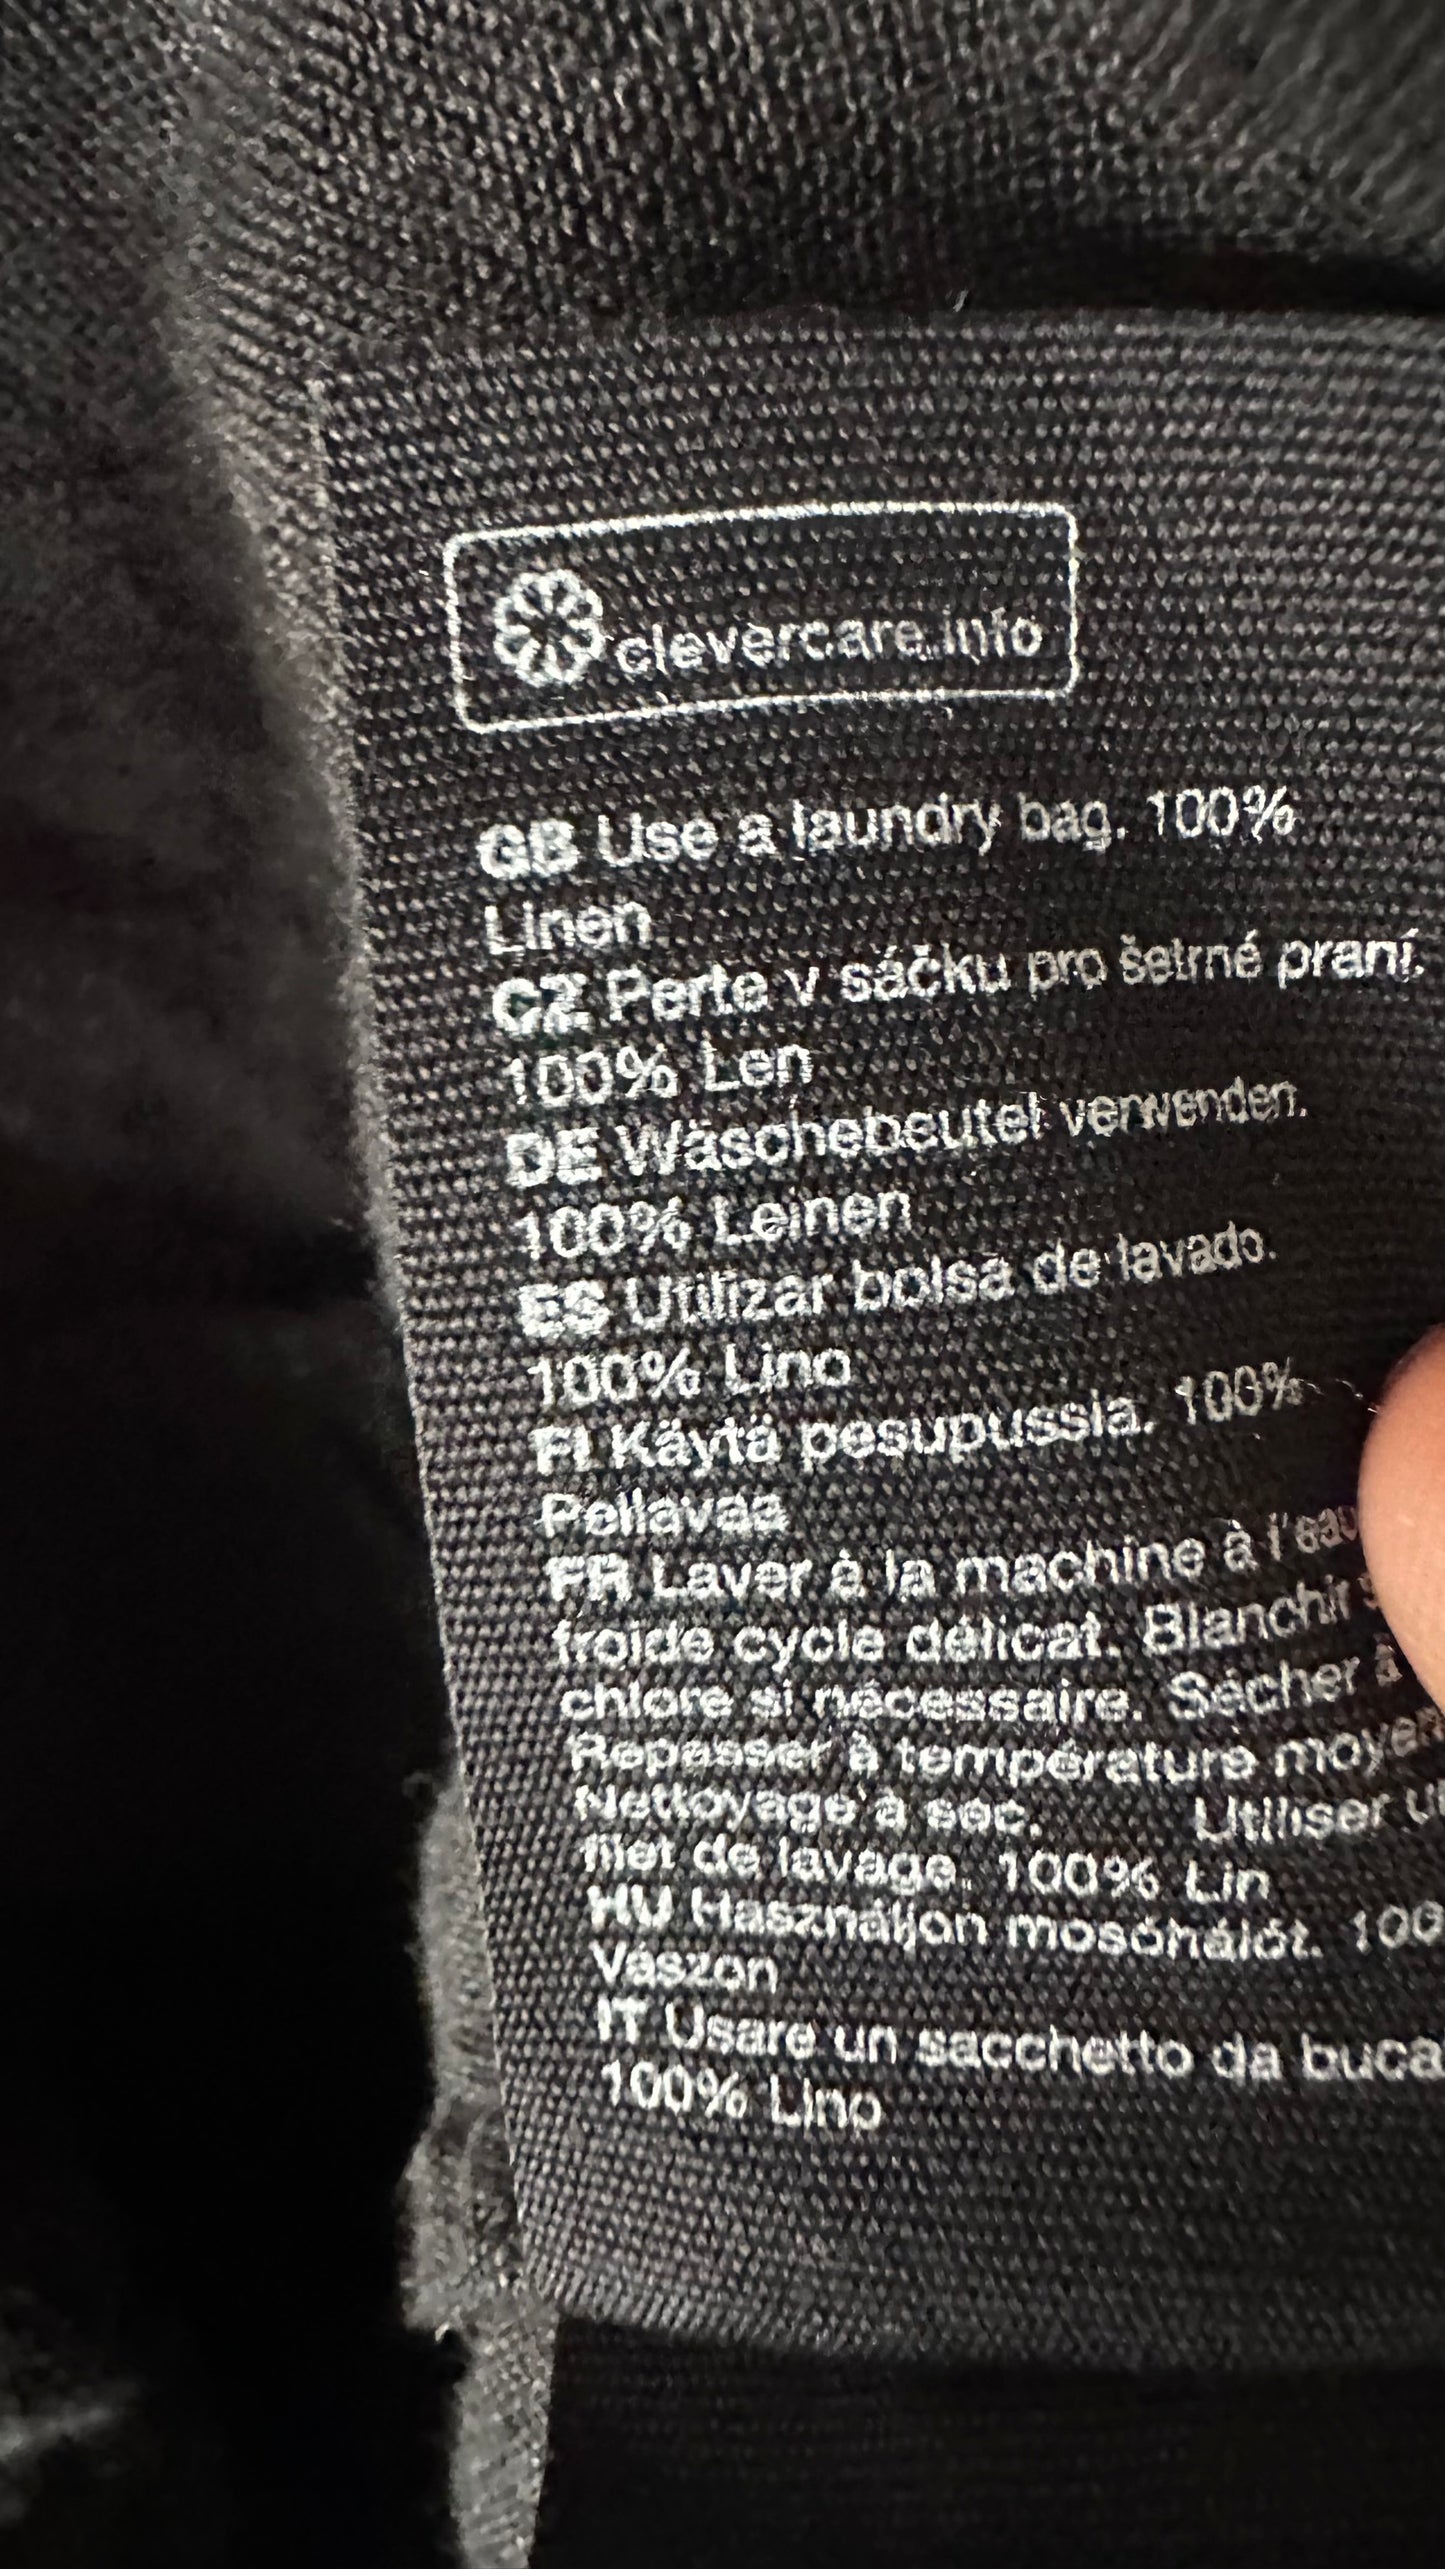 clevercare.info
GB Use a laundry bag. 100%
Linen
CZ Perte v sáčku pro šetrné praní.
100% Len
DE Wäschebeutel verwenden.
100% Leinen
ES Utilizar bolsa de lavado.
100% Lino
FI Käytä pesupussia. 100%
Pellavaa
FR Laver à la machine à l'eau
froide cycle délicat. Blanchir
chlore si nécessaire. Sécher à
Repasser à température
Nettoyage à sec. Utiliser
filet de lavage. 100% Lin
HU Használjon mosóhálót. 100
Vászon
IT Usare un sacchetto da
100% Lino